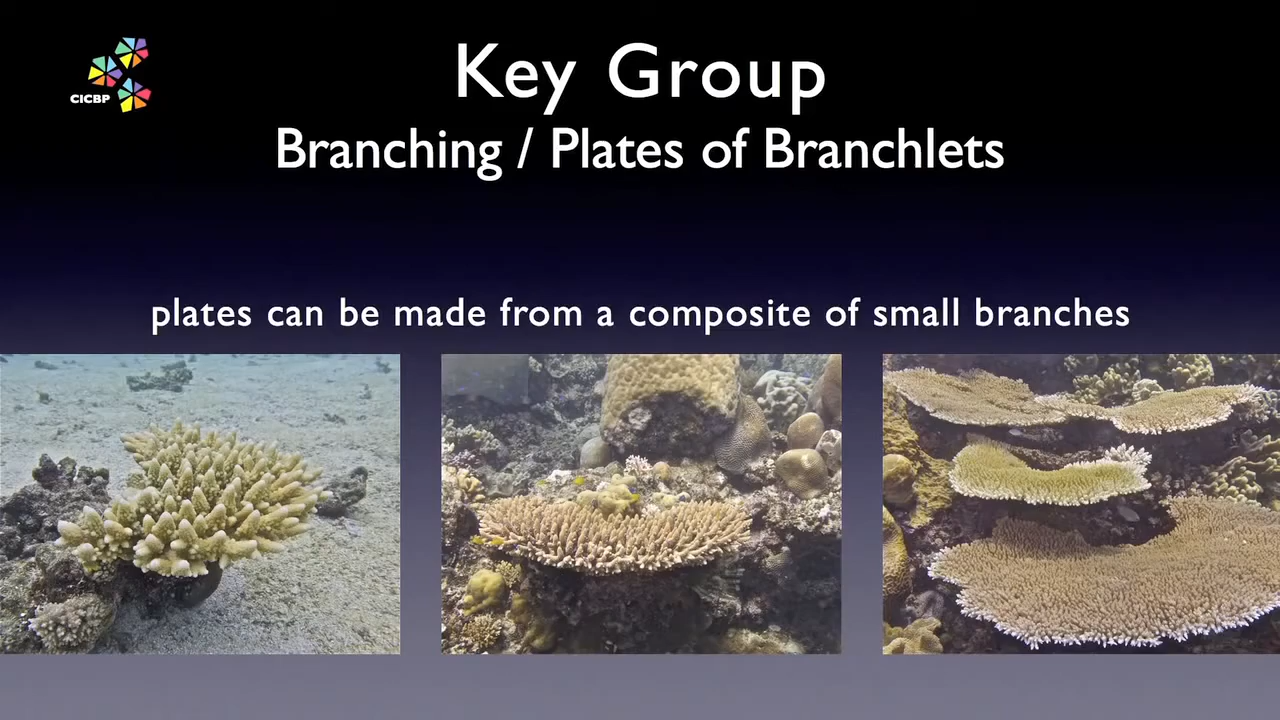 CICBP
Key Group
Branching / Plates of Branchlets
plates can be made from a composite of small branches